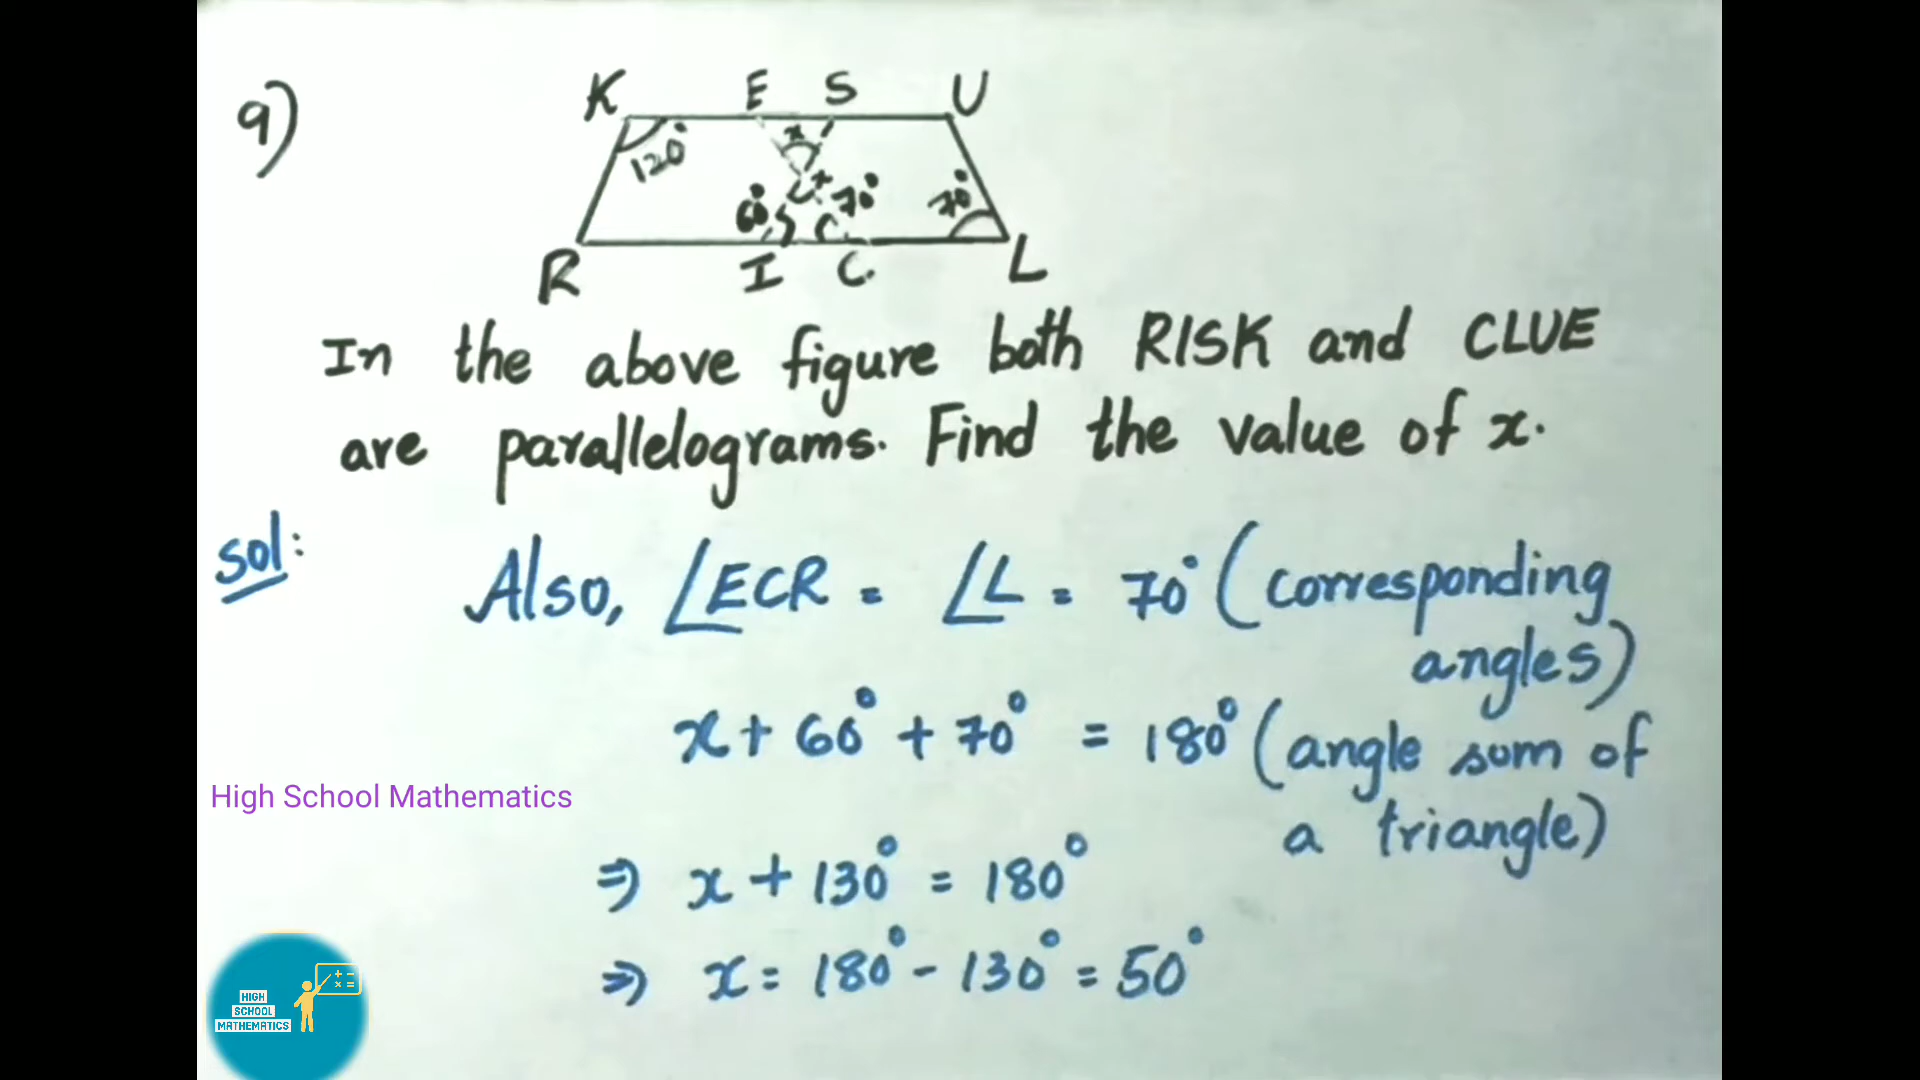 9)
K E S U
120° x
x
60° 70° 70°
R I C L
In the above figure both RISK and CLUE
are parallelograms. Find the value of x.
Sol:
Also, ∠ECR = ∠L = 70° (corresponding
angles)
x + 60° + 70° = 180° (angle sum of
a triangle)
High School Mathematics
⇒ x + 130° = 180°
⇒ x = 180° - 130° = 50°
HIGH
SCHOOL
MATHEMATICS
+ -
× =